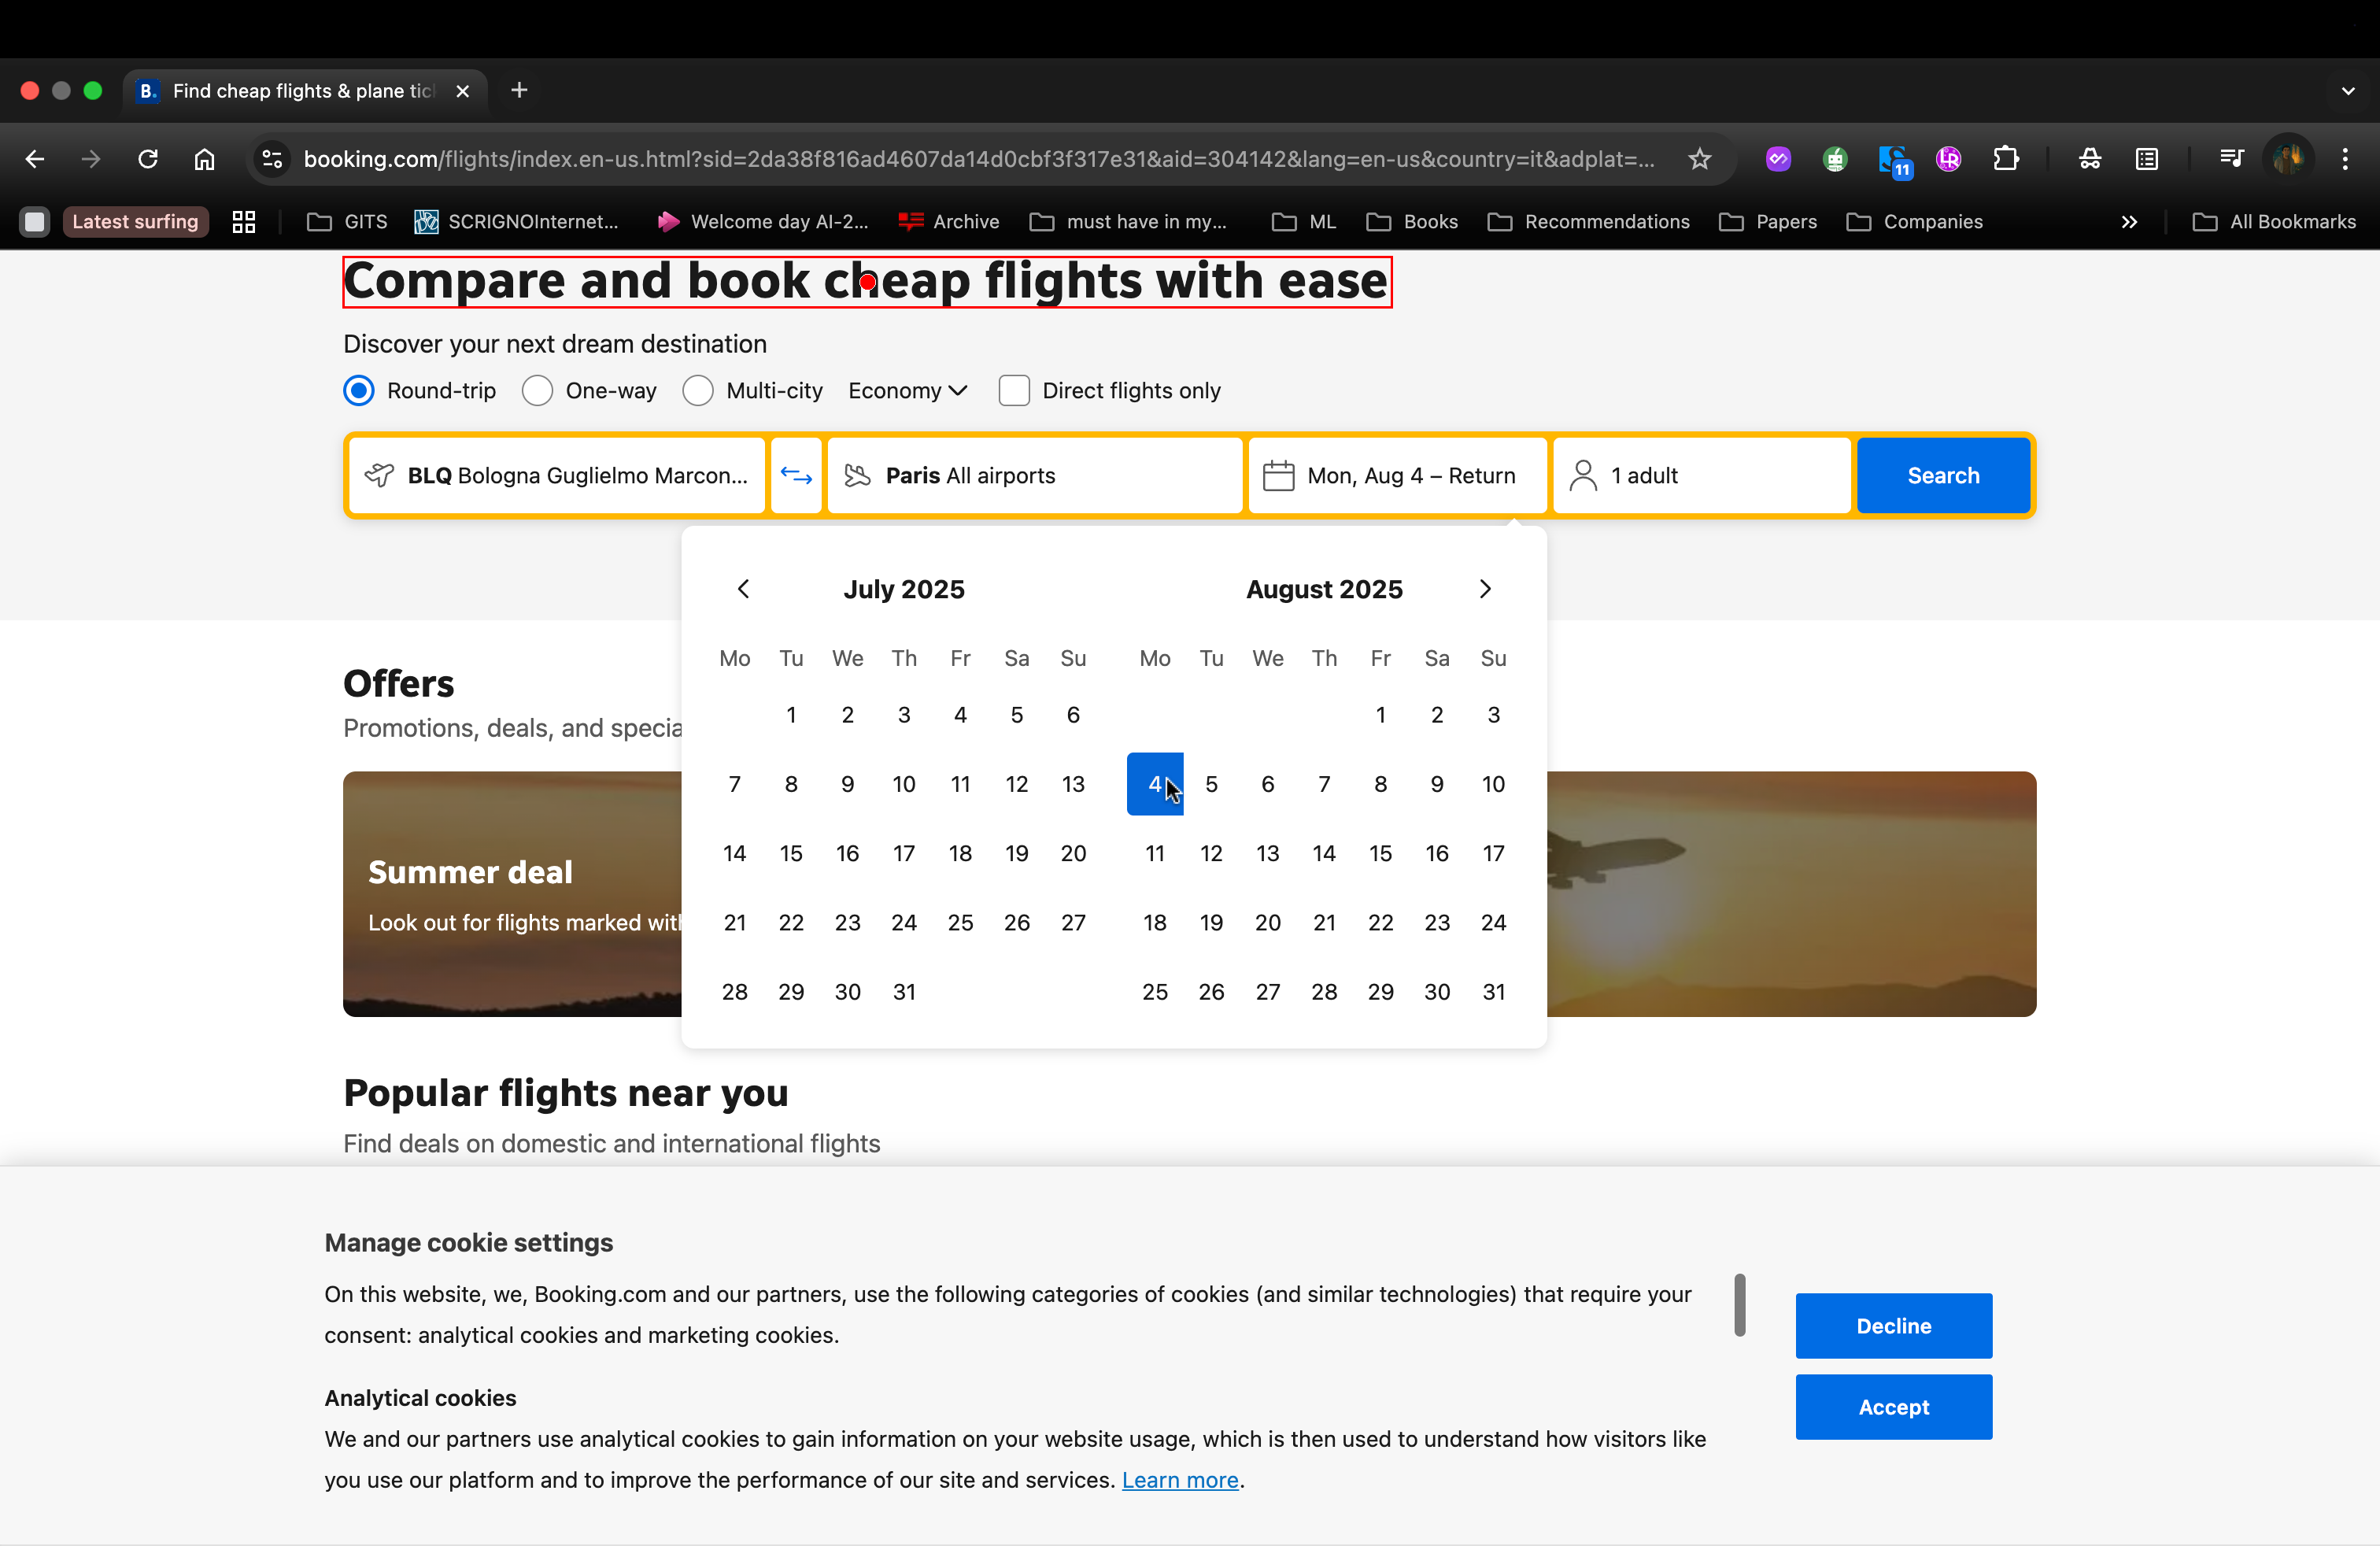 Find cheap flights & plane tic
booking.com/flights/index.en-us.html?sid=2da38f816ad4607da14d0cbf3f317e31&aid=304142&lang=en-us&country=it&adplat=...
11
Latest surfing
GITS
SCRIGNOInternet...
Welcome day AI-2...
Archive
must have in my...
ML
Books
Recommendations
Papers
Companies
All Bookmarks
Compare and book cheap flights with ease
Discover your next dream destination
Round-trip One-way Multi-city Economy Direct flights only
BLQ Bologna Guglielmo Marcon...
Paris All airports
Mon, Aug 4 – Return
1 adult
Search
July 2025
Mo Tu We Th Fr Sa Su
1 2 3 4 5 6
7 8 9 10 11 12 13
14 15 16 17 18 19 20
21 22 23 24 25 26 27
28 29 30 31
August 2025
Mo Tu We Th Fr Sa Su
1 2 3
4 5 6 7 8 9 10
11 12 13 14 15 16 17
18 19 20 21 22 23 24
25 26 27 28 29 30 31
Offers
Promotions, deals, and specia
Summer deal
Look out for flights marked with
Popular flights near you
Find deals on domestic and international flights
Manage cookie settings
On this website, we, Booking.com and our partners, use the following categories of cookies (and similar technologies) that require your
consent: analytical cookies and marketing cookies.
Analytical cookies
We and our partners use analytical cookies to gain information on your website usage, which is then used to understand how visitors like
you use our platform and to improve the performance of our site and services. Learn more.
Decline
Accept